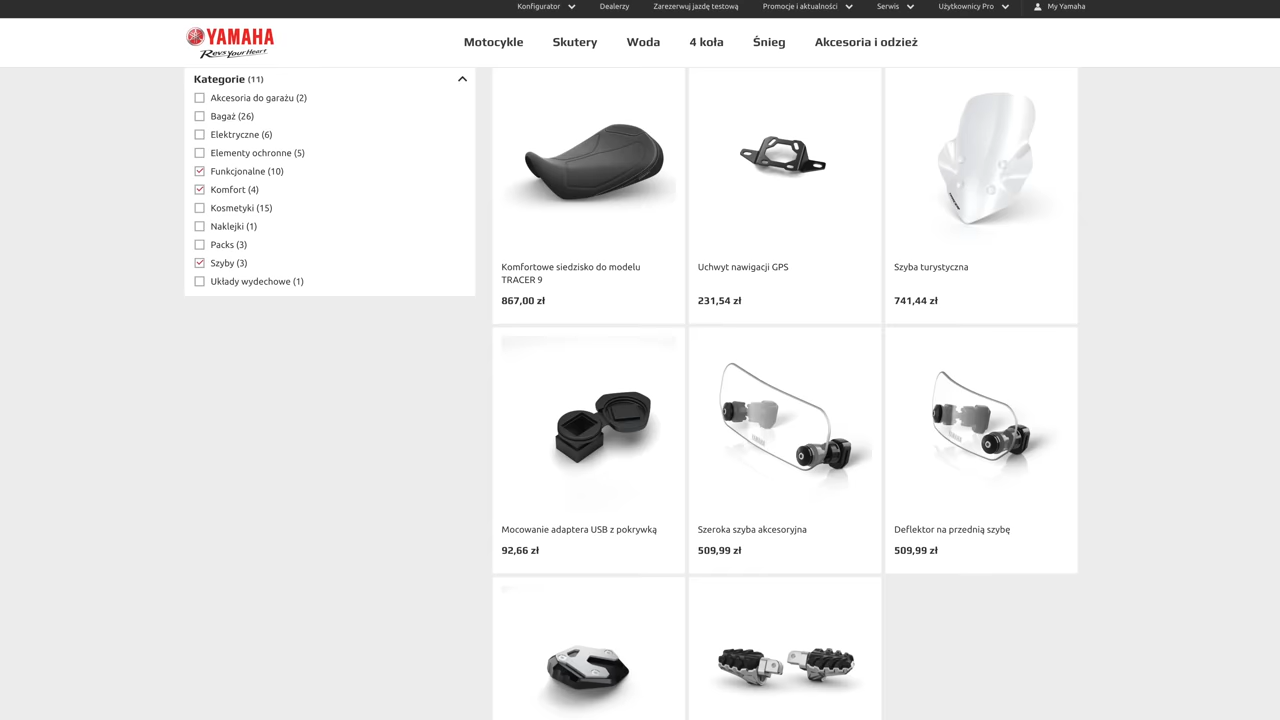 Konfigurator Dealerzy Zarezerwuj jazdę testową Promocje i aktualności Serwis Użytkownicy Pro My Yamaha
YAMAHA
Revs Your Heart
Motocykle Skutery Woda 4 koła Śnieg Akcesoria i odzież
Kategorie (11)
Akcesoria do garażu (2)
Bagaż (26)
Elektryczne (6)
Elementy ochronne (5)
Funkcjonalne (10)
Komfort (4)
Kosmetyki (15)
Naklejki (1)
Packs (3)
Szyby (3)
Układy wydechowe (1)
Komfortowe siedzisko do modelu
TRACER 9
867,00 zł
Uchwyt nawigacji GPS
231,54 zł
Szyba turystyczna
741,44 zł
Mocowanie adaptera USB z pokrywką
92,66 zł
YAMAHA
Szeroka szyba akcesoryjna
509,99 zł
YAMAHA
Deflektor na przednią szybę
509,99 zł